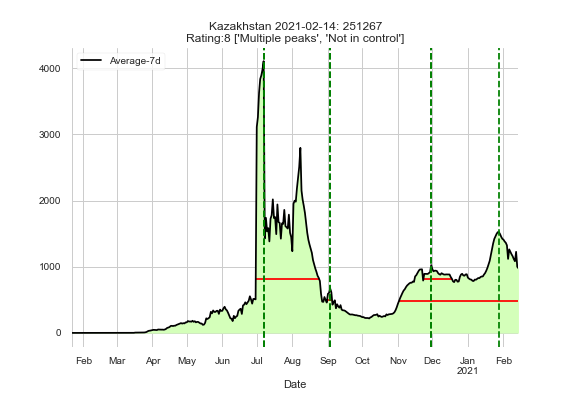 Kazakhstan 2021-02-14: 251267
Rating:8 ['Multiple peaks', 'Not in control']
Average-7d
4000
3000
2000
1000
0
Feb Mar Apr May Jun Jul Aug Sep Oct Nov Dec Jan Feb
2021
Date